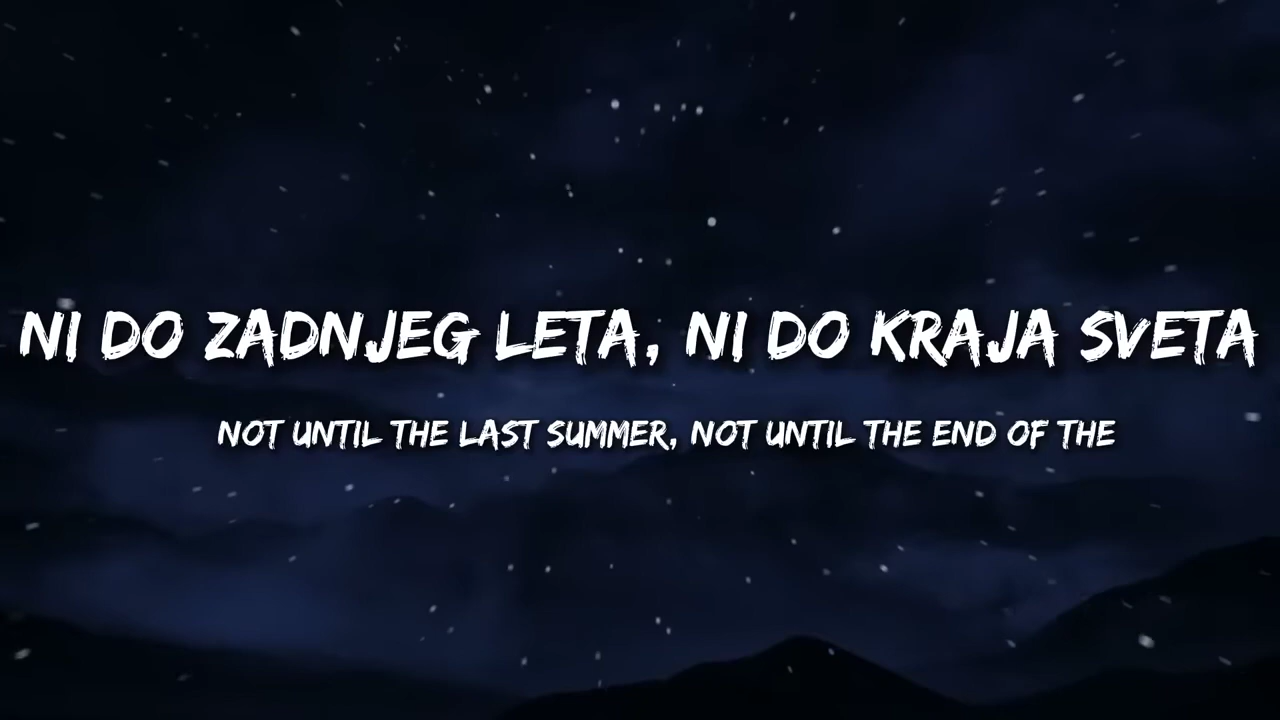 NI DO ZADNJEG LETA, NI DO KRAJA SVETA
NOT UNTIL THE LAST SUMMER, NOT UNTIL THE END OF THE